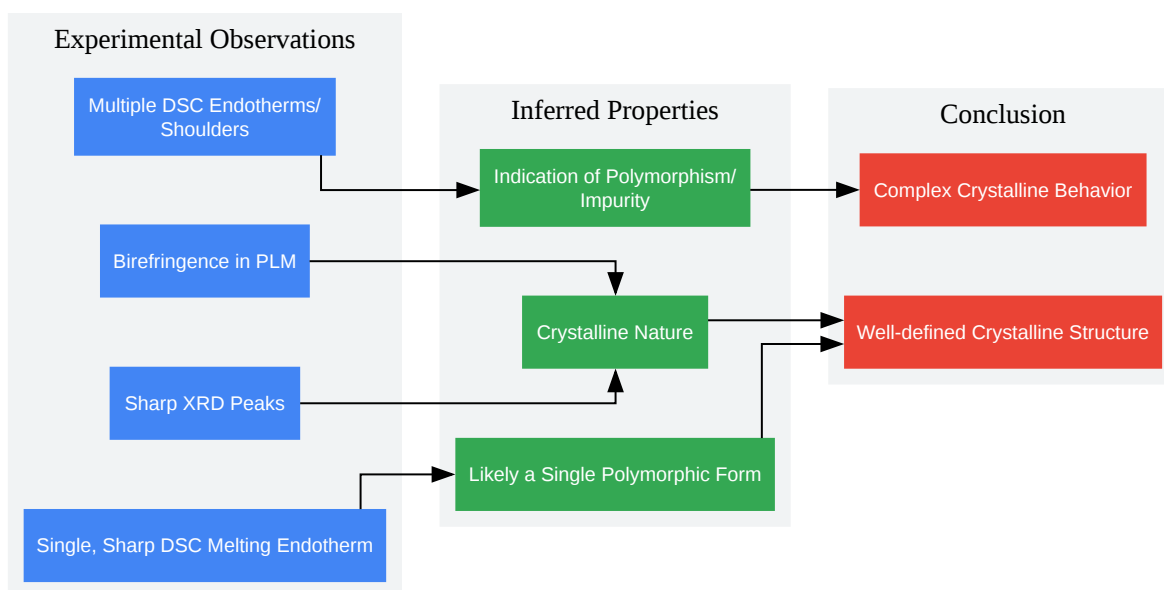 Experimental Observations
Multiple DSC Endotherms/
Shoulders
Birefringence in PLM
Sharp XRD Peaks
Single, Sharp DSC Melting Endotherm
Inferred Properties
Indication of Polymorphism/
Impurity
Crystalline Nature
Likely a Single Polymorphic Form
Conclusion
Complex Crystalline Behavior
Well-defined Crystalline Structure